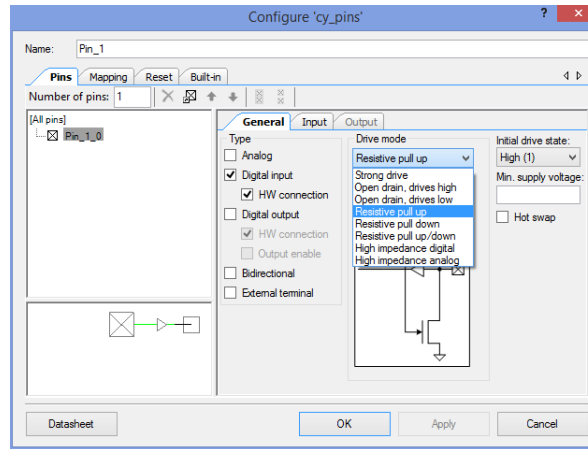 Configure 'cy_pins'
?
Name: Pin_1
Pins Mapping Reset Built-in
Number of pins: 1
[All pins]
Pin_1_0
General Input Output
Type
Analog
Digital input
HW connection
Digital output
HW connection
Output enable
Bidirectional
External terminal
Drive mode
Resistive pull up
Strong drive
Open drain, drives high
Open drain, drives low
Resistive pull up
Resistive pull down
Resistive pull up/down
High impedance digital
High impedance analog
Initial drive state:
High (1)
Min. supply voltage:
Hot swap
Datasheet OK Apply Cancel